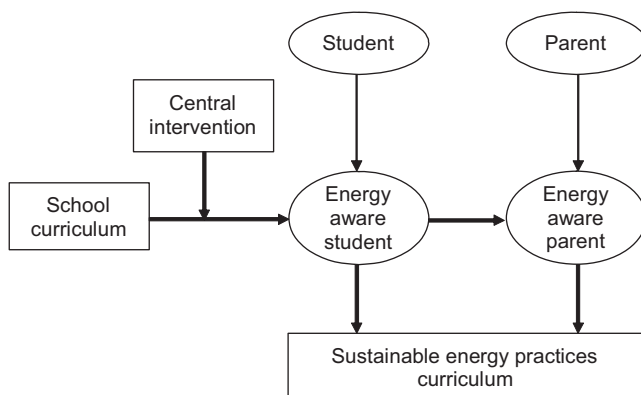 Student
Parent
Central
intervention
School
curriculum
Energy
aware
student
Energy
aware
parent
Sustainable energy practices
curriculum